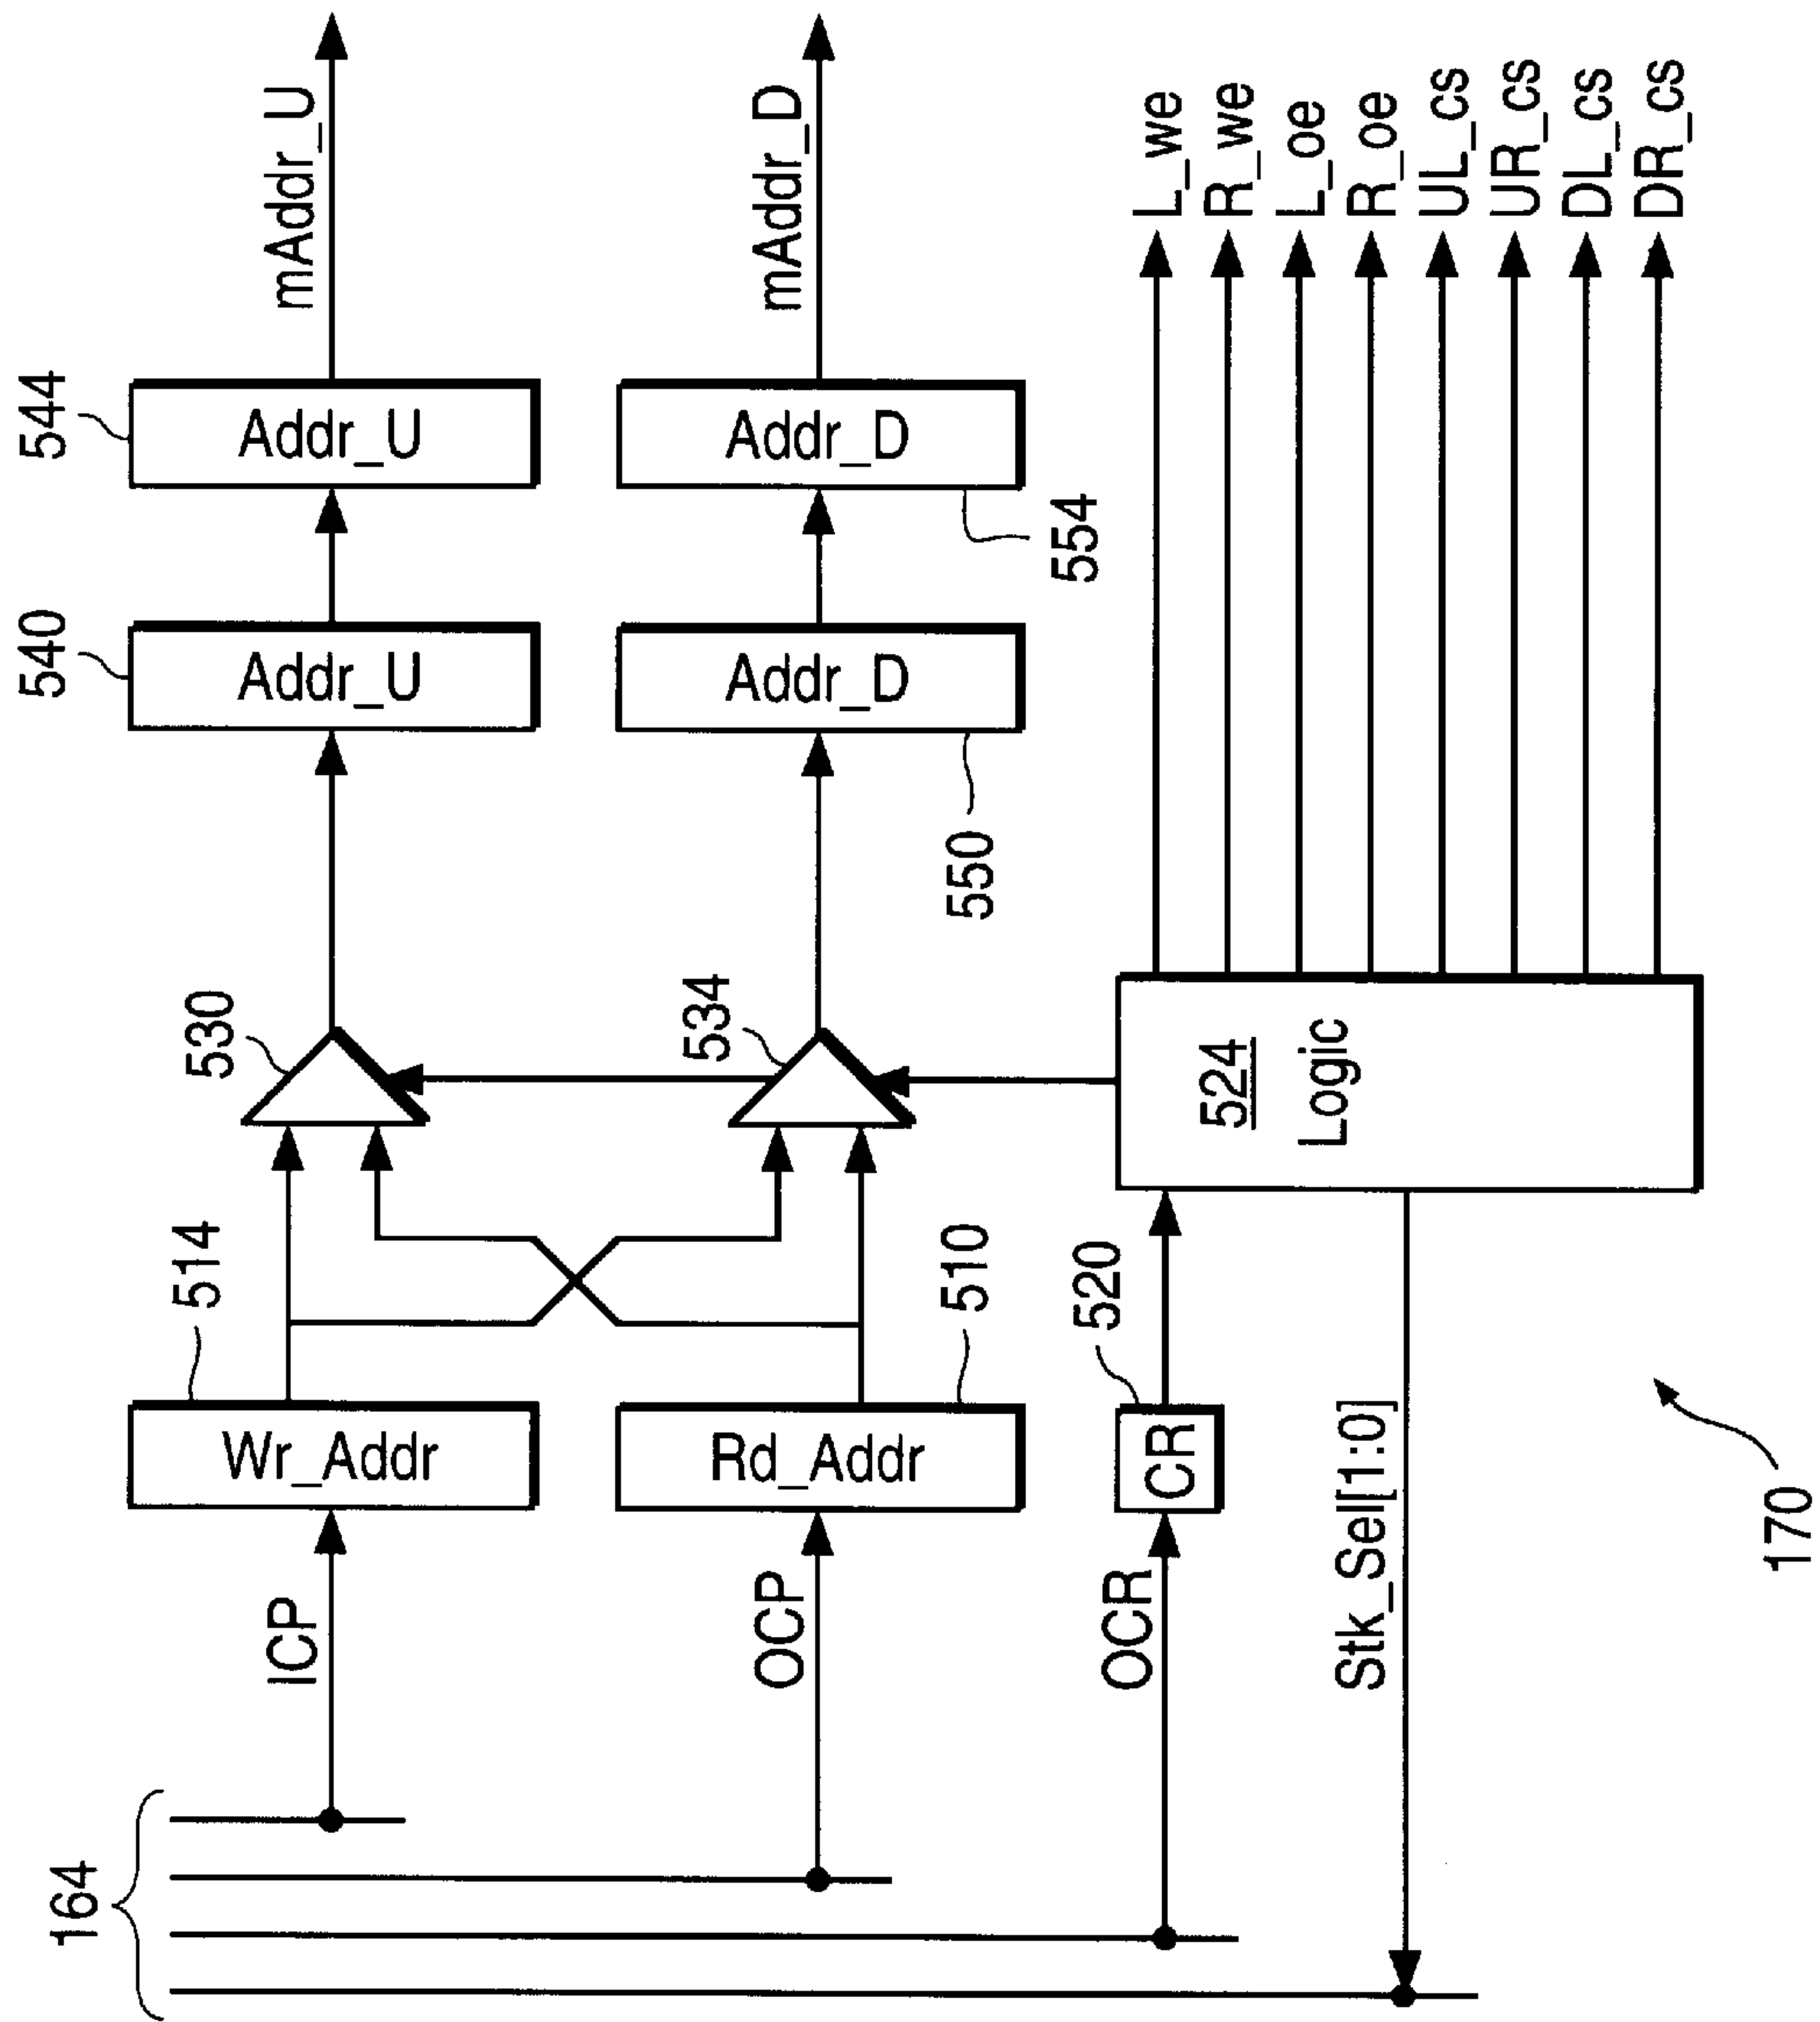 164
ICP
OCP
OCR
Stk_Sel[1:0]
170
514
Wr_Addr
510
Rd_Addr
520
CR
530
534
524
Logic
540
Addr_U
544
Addr_U
550
Addr_D
554
Addr_D
mAddr_U
mAddr_D
L_we
R_we
L_oe
R_oe
UL_cs
UR_cs
DL_cs
DR_cs